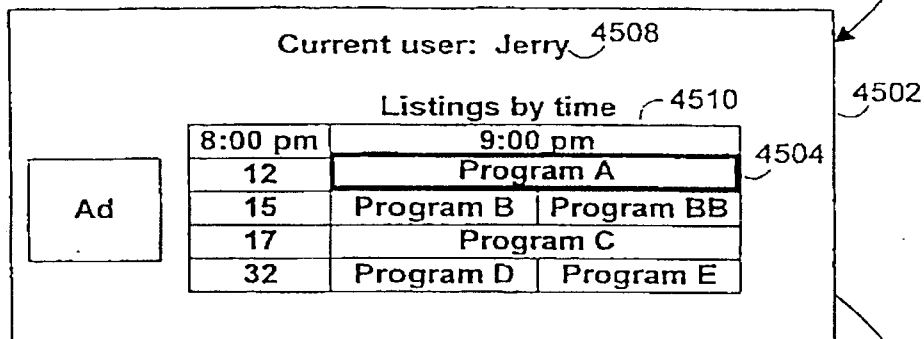 Current user: Jerry 4508
4502
Listings by time 4510
8:00 pm 9:00 pm
12 Program A 4504
Ad 15 Program B Program BB
17 Program C
32 Program D Program E